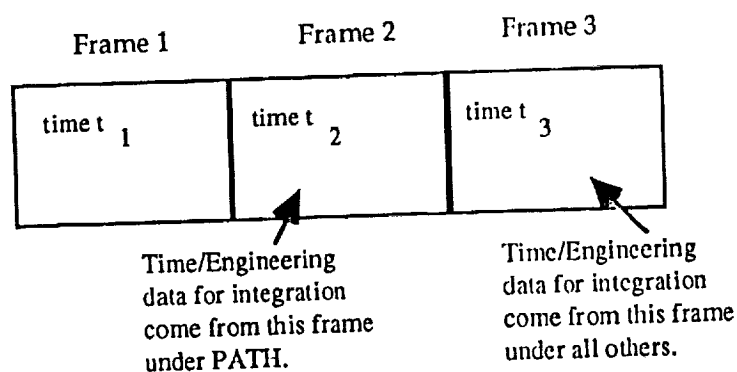 Frame 1 Frame 2 Frame 3
time t 1 time t 2 time t 3
Time/Engineering
data for integration
come from this frame
under PATH.
Time/Engineering
data for integration
come from this frame
under all others.